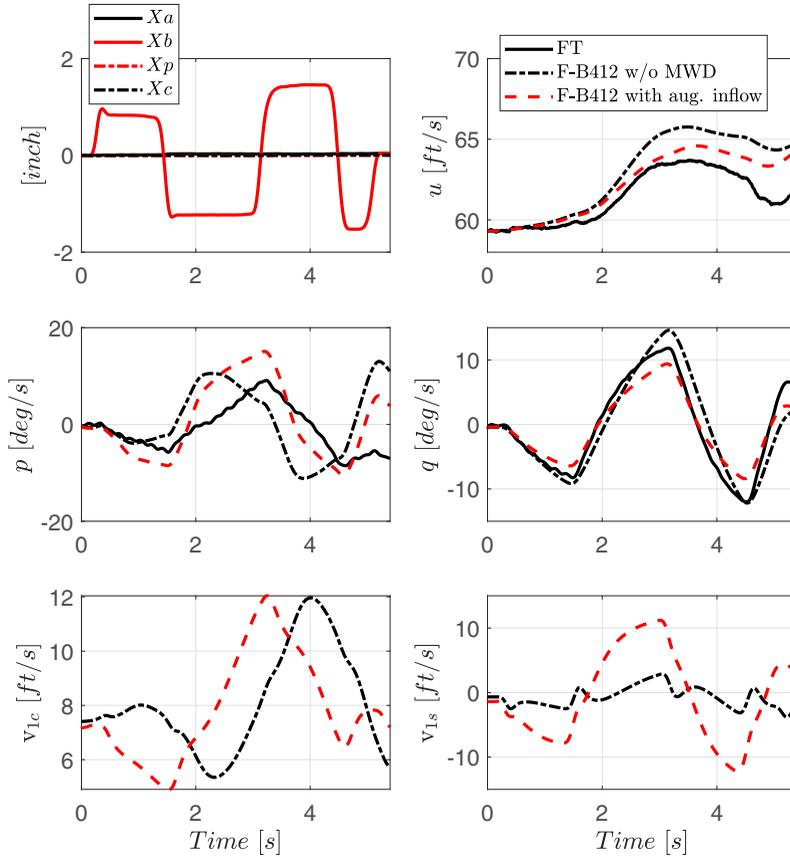 Xa
Xb
Xp
Xc
2
0
-2
[inch]
0 2 4
FT
F-B412 w/o MWD
F-B412 with aug. inflow
70
65
60
u [ft/s]
0 2 4
20
0
-20
p [deg/s]
0 2 4
10
0
-10
q [deg/s]
0 2 4
12
10
8
6
v1c [ft/s]
0 2 4
Time [s]
10
0
-10
v1s [ft/s]
0 2 4
Time [s]